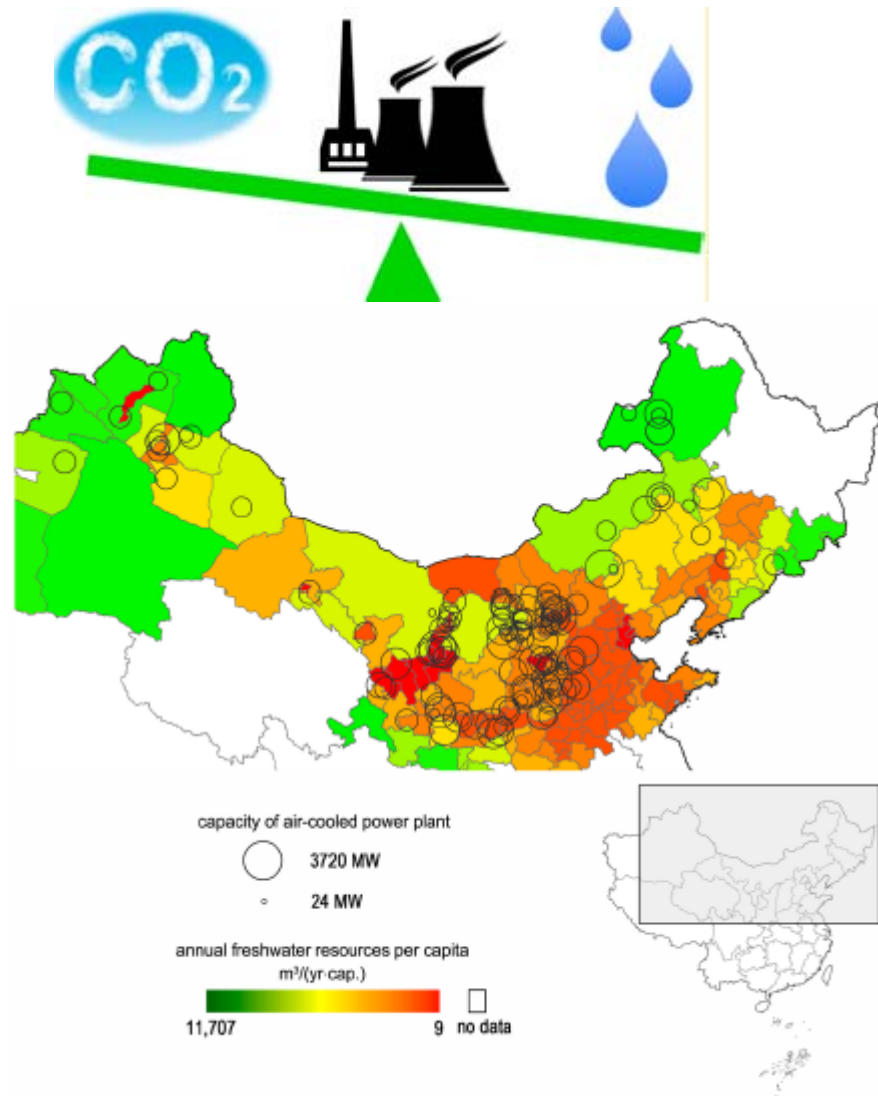 CO₂
capacity of air-cooled power plant
3720 MW
24 MW
annual freshwater resources per capita
m³/(yr·cap.)
11,707 9 no data